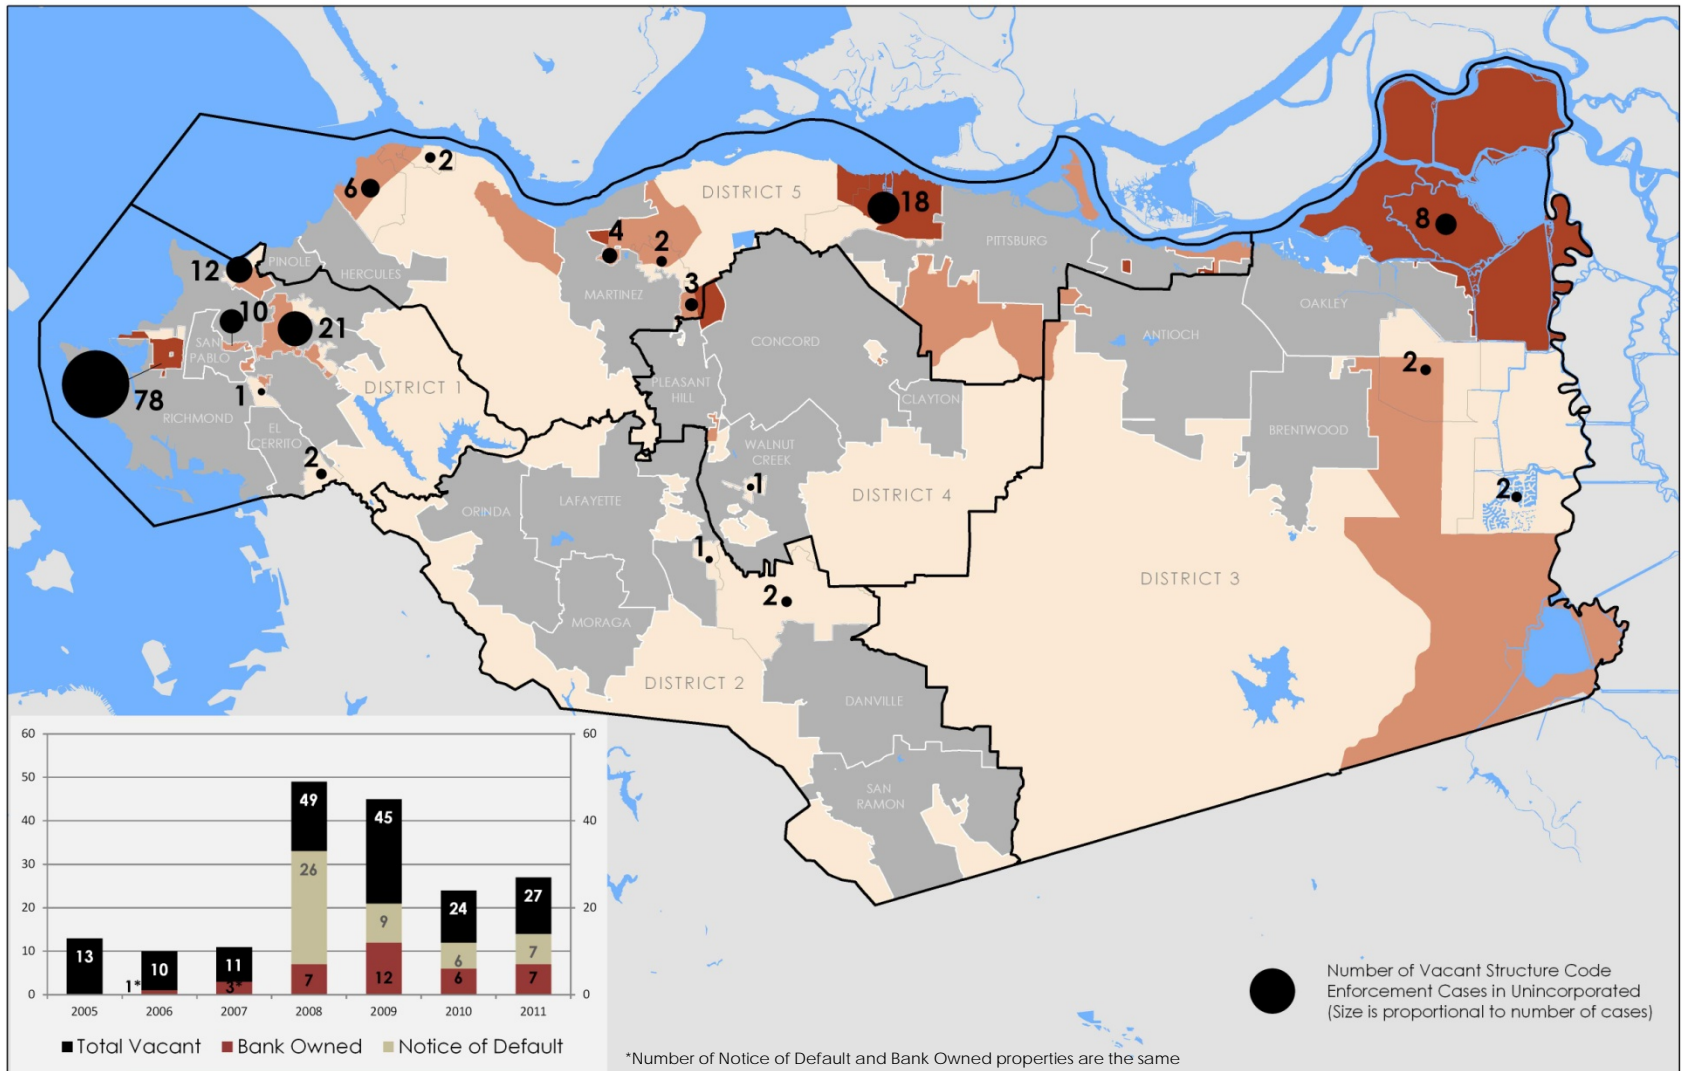 2
6
DISTRICT 5
18
8
4
2
PITTSBURG
12
PINOLE
HERCULES
MARTINEZ
3
OAKLEY
10
21
SAN
PABLO
CONCORD
ANTIOCH
2
78
1
DISTRICT 1
PLEASANT
HILL
CLAYTON
RICHMOND
EL
CERRITO
BRENTWOOD
2
WALNUT
CREEK
1
DISTRICT 4
2
LAFAYETTE
ORINDA
1
DISTRICT 3
2
MORAGA
DISTRICT 2
DANVILLE
SAN
RAMON
60
50
40
30
20
10
0
60
40
20
0
13
1*
10
11
3*
49
26
7
45
9
12
24
6
6
27
7
7
2005 2006 2007 2008 2009 2010 2011
Total Vacant Bank Owned Notice of Default
Number of Vacant Structure Code
Enforcement Cases in Unincorporated
(Size is proportional to number of cases)
*Number of Notice of Default and Bank Owned properties are the same